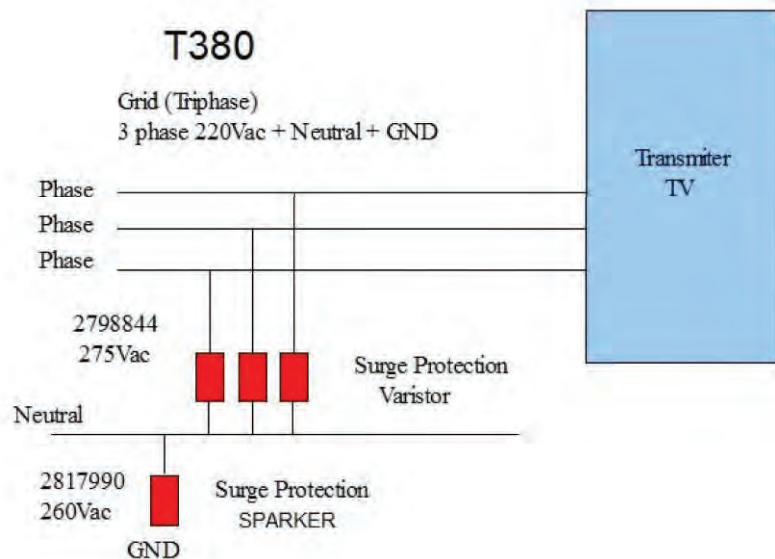 T380
Grid (Triphase)
3 phase 220Vac + Neutral + GND
Transmiter
TV
Phase
Phase
Phase
2798844
275Vac
Surge Protection
Varistor
Neutral
2817990
260Vac
Surge Protection
SPARKER
GND